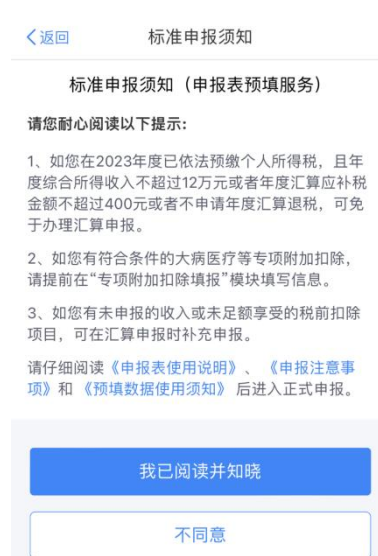 返回 标准申报须知
标准申报须知（申报表预填服务）
请您耐心阅读以下提示：
1、如您在2023年度已依法预缴个人所得税，且年
度综合所得收入不超过12万元或者年度汇算应补税
金额不超过400元或者不申请年度汇算退税，可免
于办理汇算申报。
2、如您有符合条件的大病医疗等专项附加扣除，
请提前在“专项附加扣除填报”模块填写信息。
3、如您有未申报的收入或未足额享受的税前扣除
项目，可在汇算申报时补充申报。
请仔细阅读《申报表使用说明》、《申报注意事
项》和《预填数据使用须知》后进入正式申报。
我已阅读并知晓
不同意